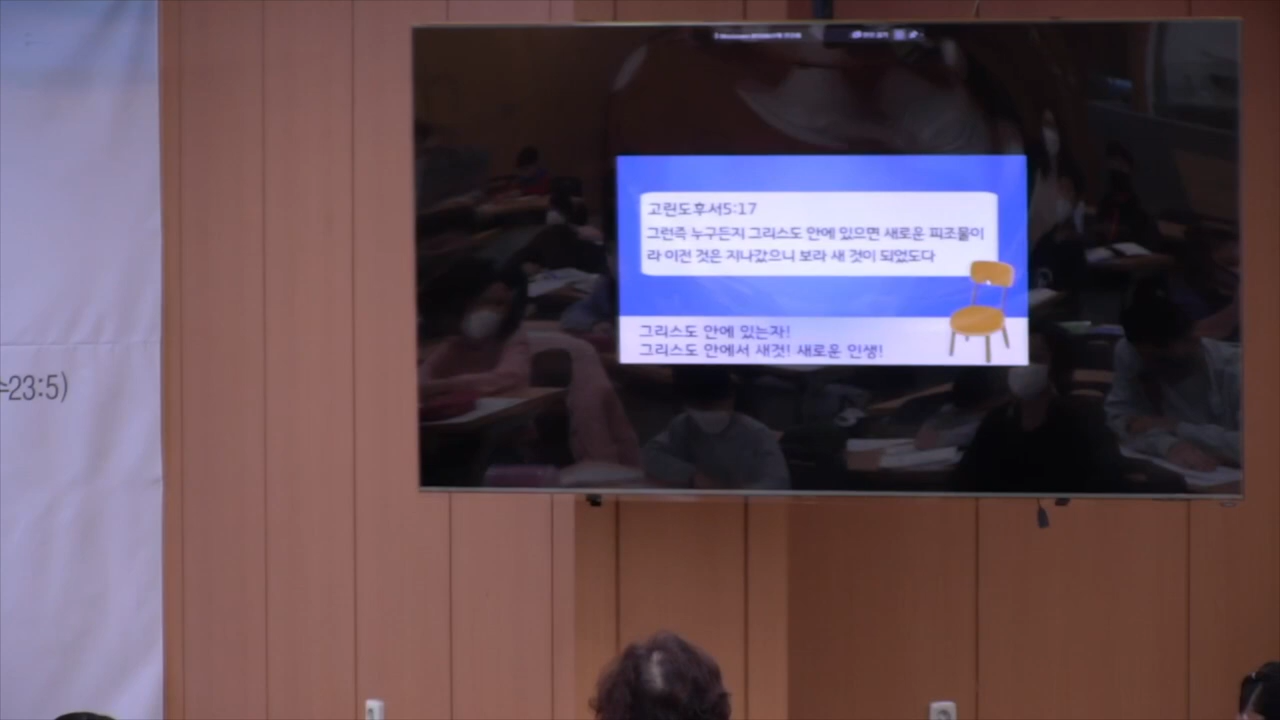 23:5)
고린도후서5:17
그런즉 누구든지 그리스도 안에 있으면 새로운 피조물이
라 이전 것은 지나갔으니 보라 새 것이 되었도다
그리스도 안에 있는자!
그리스도 안에서 새것! 새로운 인생!